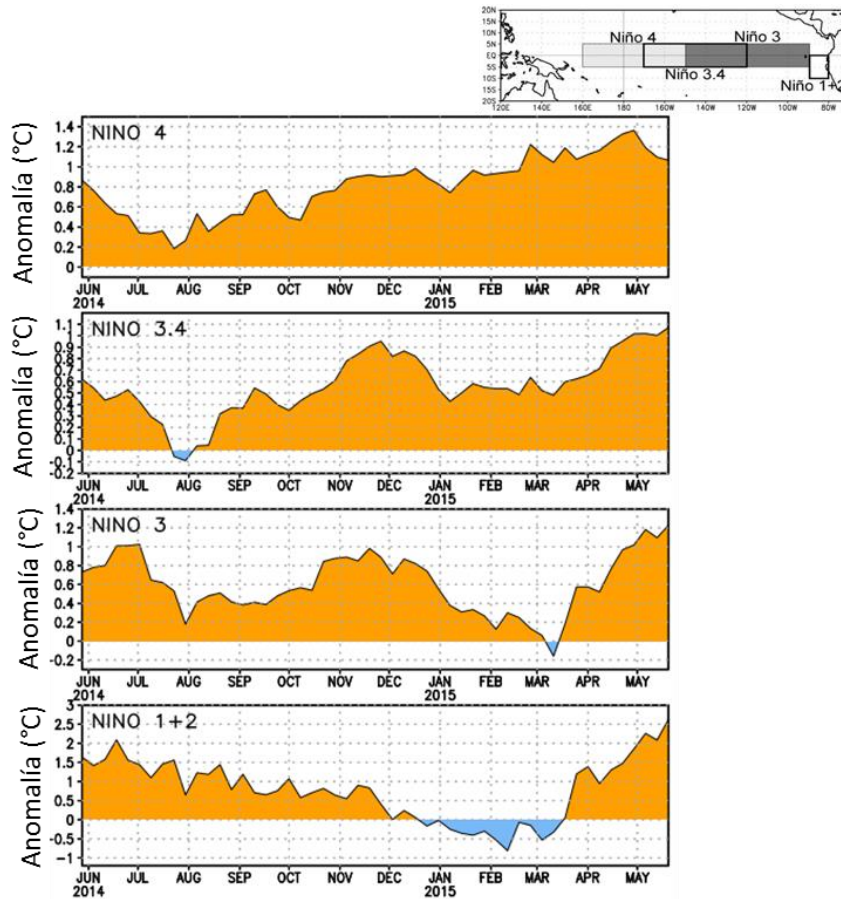 20N
15N
10N
5N
EQ
5S
10S
15S
20S
Niño 4
Niño 3
Niño 3.4
Niño 1+2
120E 140E 160E 180 160W 140W 120W 100W 80W
Anomalía (°C)
NINO 4
1.4
1.2
1
0.8
0.6
0.4
0.2
0
JUN JUL AUG SEP OCT NOV DEC JAN FEB MAR APR MAY
2014 2015
Anomalía (°C)
NINO 3.4
1.1
0.9
0.8
0.7
0.6
0.5
0.4
0.3
0.2
0.1
0
-0.1
-0.2
JUN JUL AUG SEP OCT NOV DEC JAN FEB MAR APR MAY
2014 2015
Anomalía (°C)
NINO 3
1.4
1.2
1
0.8
0.6
0.4
0.2
0
-0.2
JUN JUL AUG SEP OCT NOV DEC JAN FEB MAR APR MAY
2014 2015
Anomalía (°C)
NINO 1+2
3
2.5
2
1.5
1
0.5
0
-0.5
-1
JUN JUL AUG SEP OCT NOV DEC JAN FEB MAR APR MAY
2014 2015